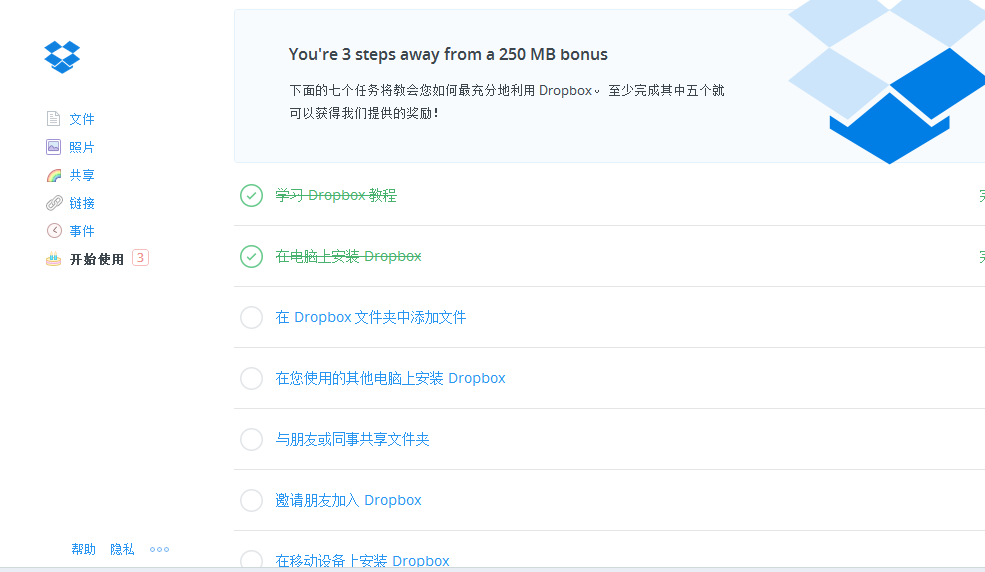 You're 3 steps away from a 250 MB bonus
下面的七个任务将教会您如何最充分地利用 Dropbox。 至少完成其中五个就
可以获得我们提供的奖励！
文件
照片
共享
链接
事件
开始使用 3
学习 Dropbox 教程
在电脑上安装 Dropbox
在 Dropbox 文件夹中添加文件
在您使用的其他电脑上安装 Dropbox
与朋友或同事共享文件夹
邀请朋友加入 Dropbox
在移动设备上安装 Dropbox
帮助 隐私